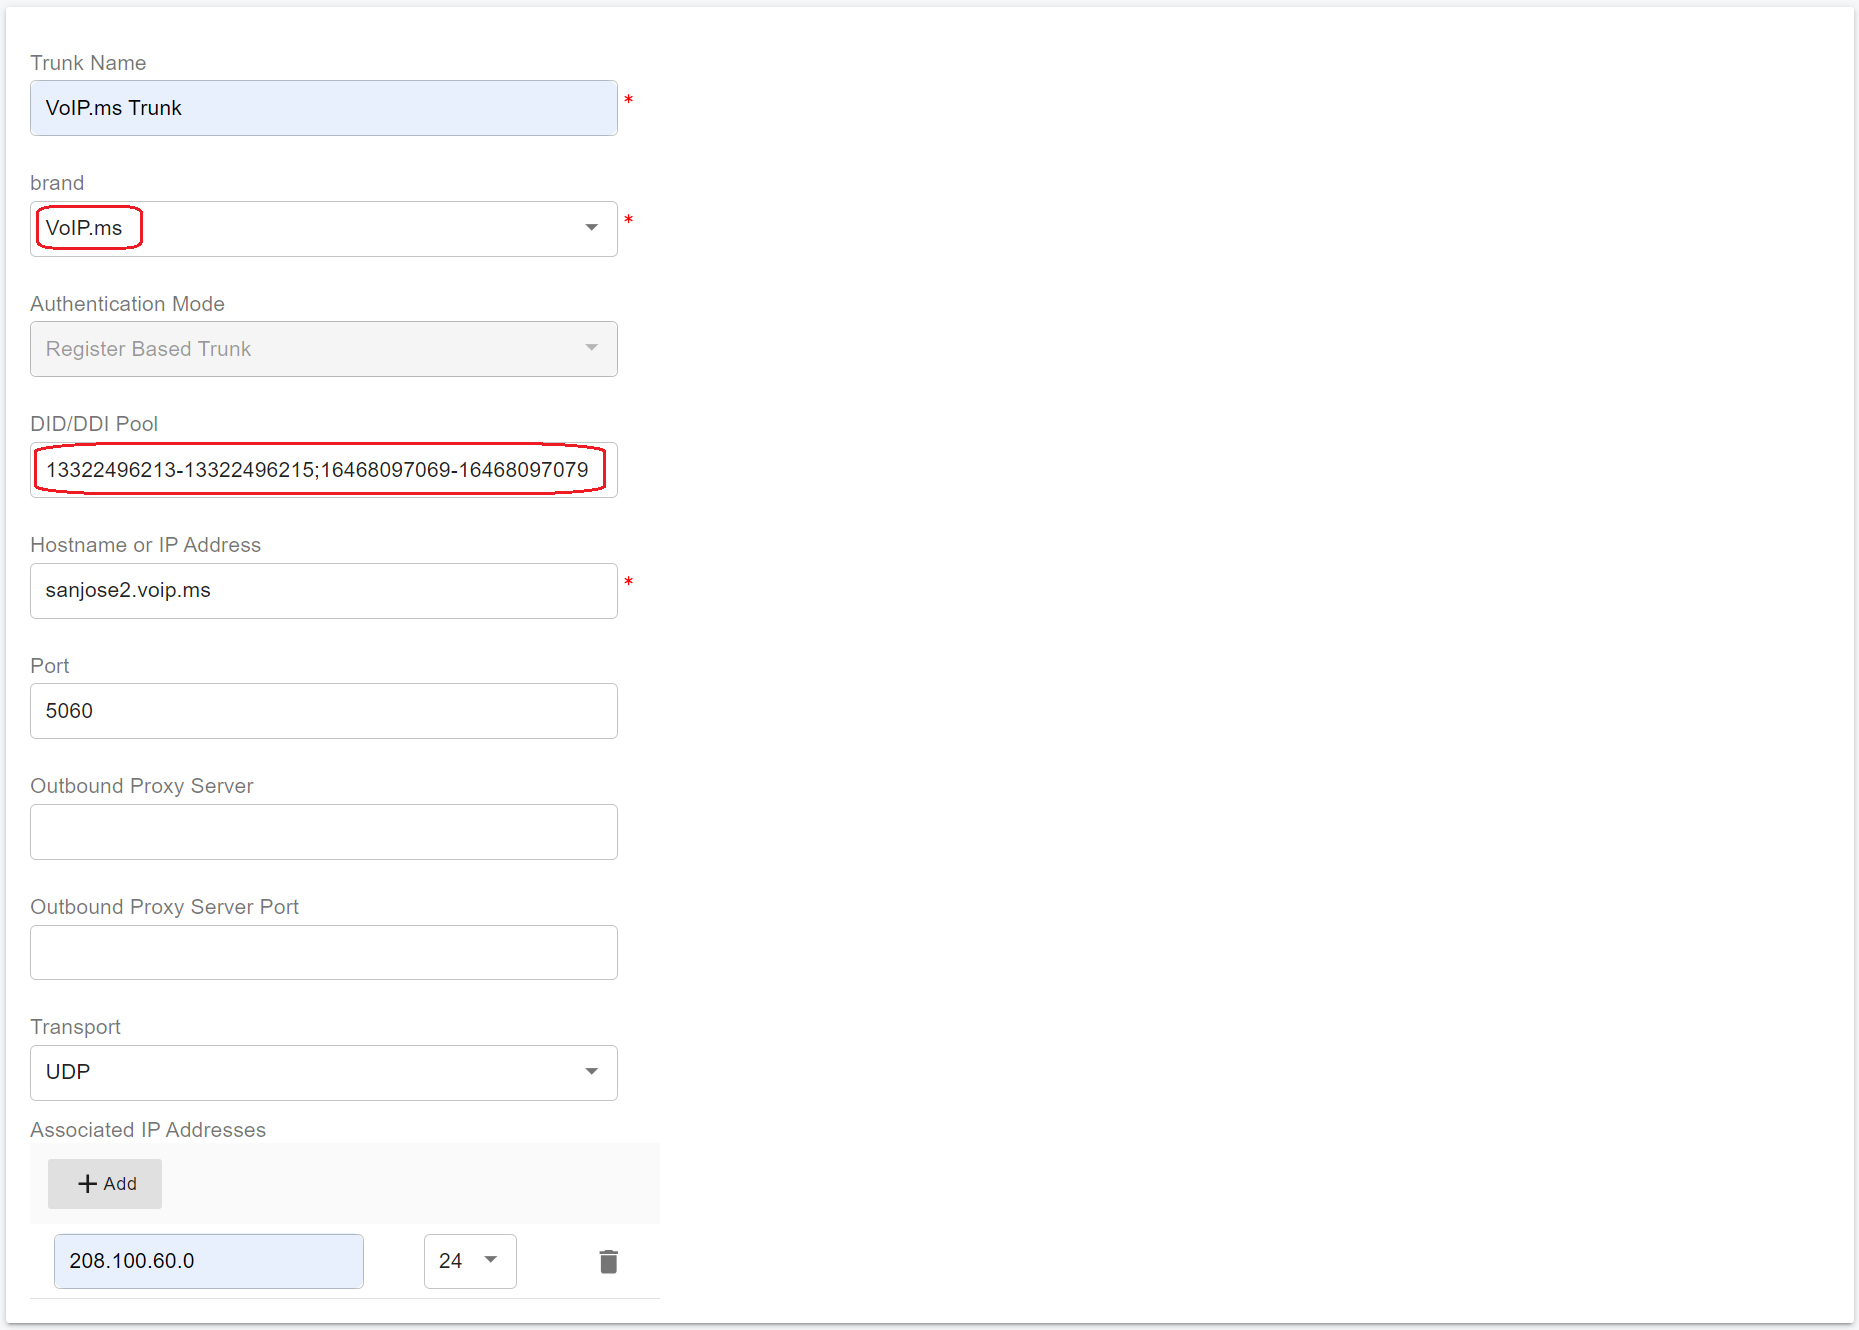 Trunk Name
VoIP.ms Trunk *
brand
VoIP.ms *
Authentication Mode
Register Based Trunk
DID/DDI Pool
13322496213-13322496215;16468097069-16468097079
Hostname or IP Address
sanjose2.voip.ms *
Port
5060
Outbound Proxy Server
Outbound Proxy Server Port
Transport
UDP
Associated IP Addresses
+ Add
208.100.60.0 24